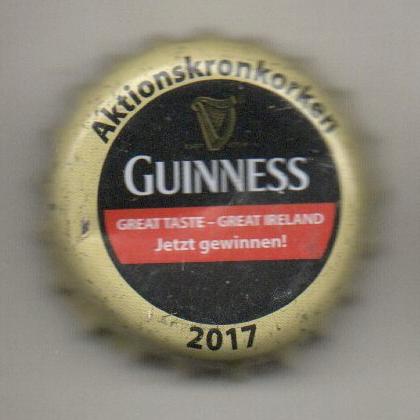 Aktionskronkorken
GUINNESS
GREAT TASTE – GREAT IRELAND
Jetzt gewinnen!
2017